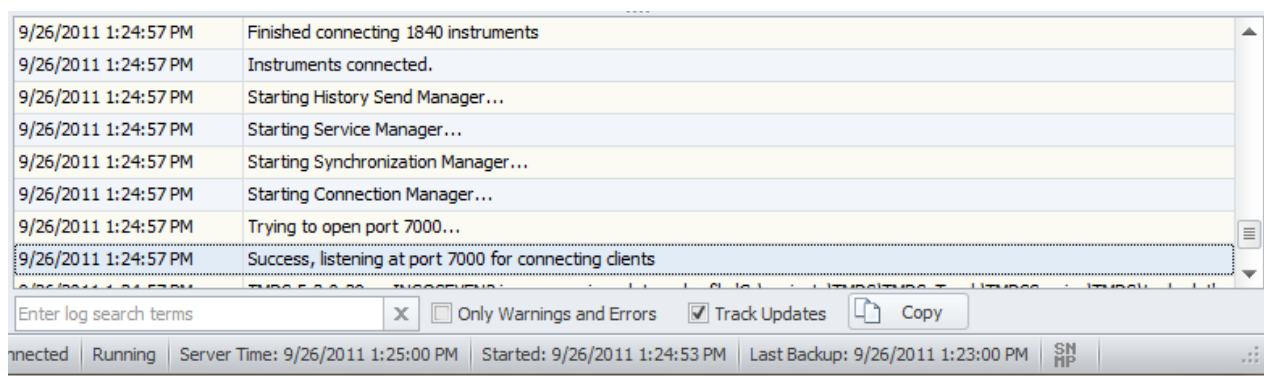 9/26/2011 1:24:57 PM Finished connecting 1840 instruments
9/26/2011 1:24:57 PM Instruments connected.
9/26/2011 1:24:57 PM Starting History Send Manager...
9/26/2011 1:24:57 PM Starting Service Manager...
9/26/2011 1:24:57 PM Starting Synchronization Manager...
9/26/2011 1:24:57 PM Starting Connection Manager...
9/26/2011 1:24:57 PM Trying to open port 7000...
9/26/2011 1:24:57 PM Success, listening at port 7000 for connecting clients
Enter log search terms X Only Warnings and Errors Track Updates Copy
nnected Running Server Time: 9/26/2011 1:25:00 PM Started: 9/26/2011 1:24:53 PM Last Backup: 9/26/2011 1:23:00 PM SNMP